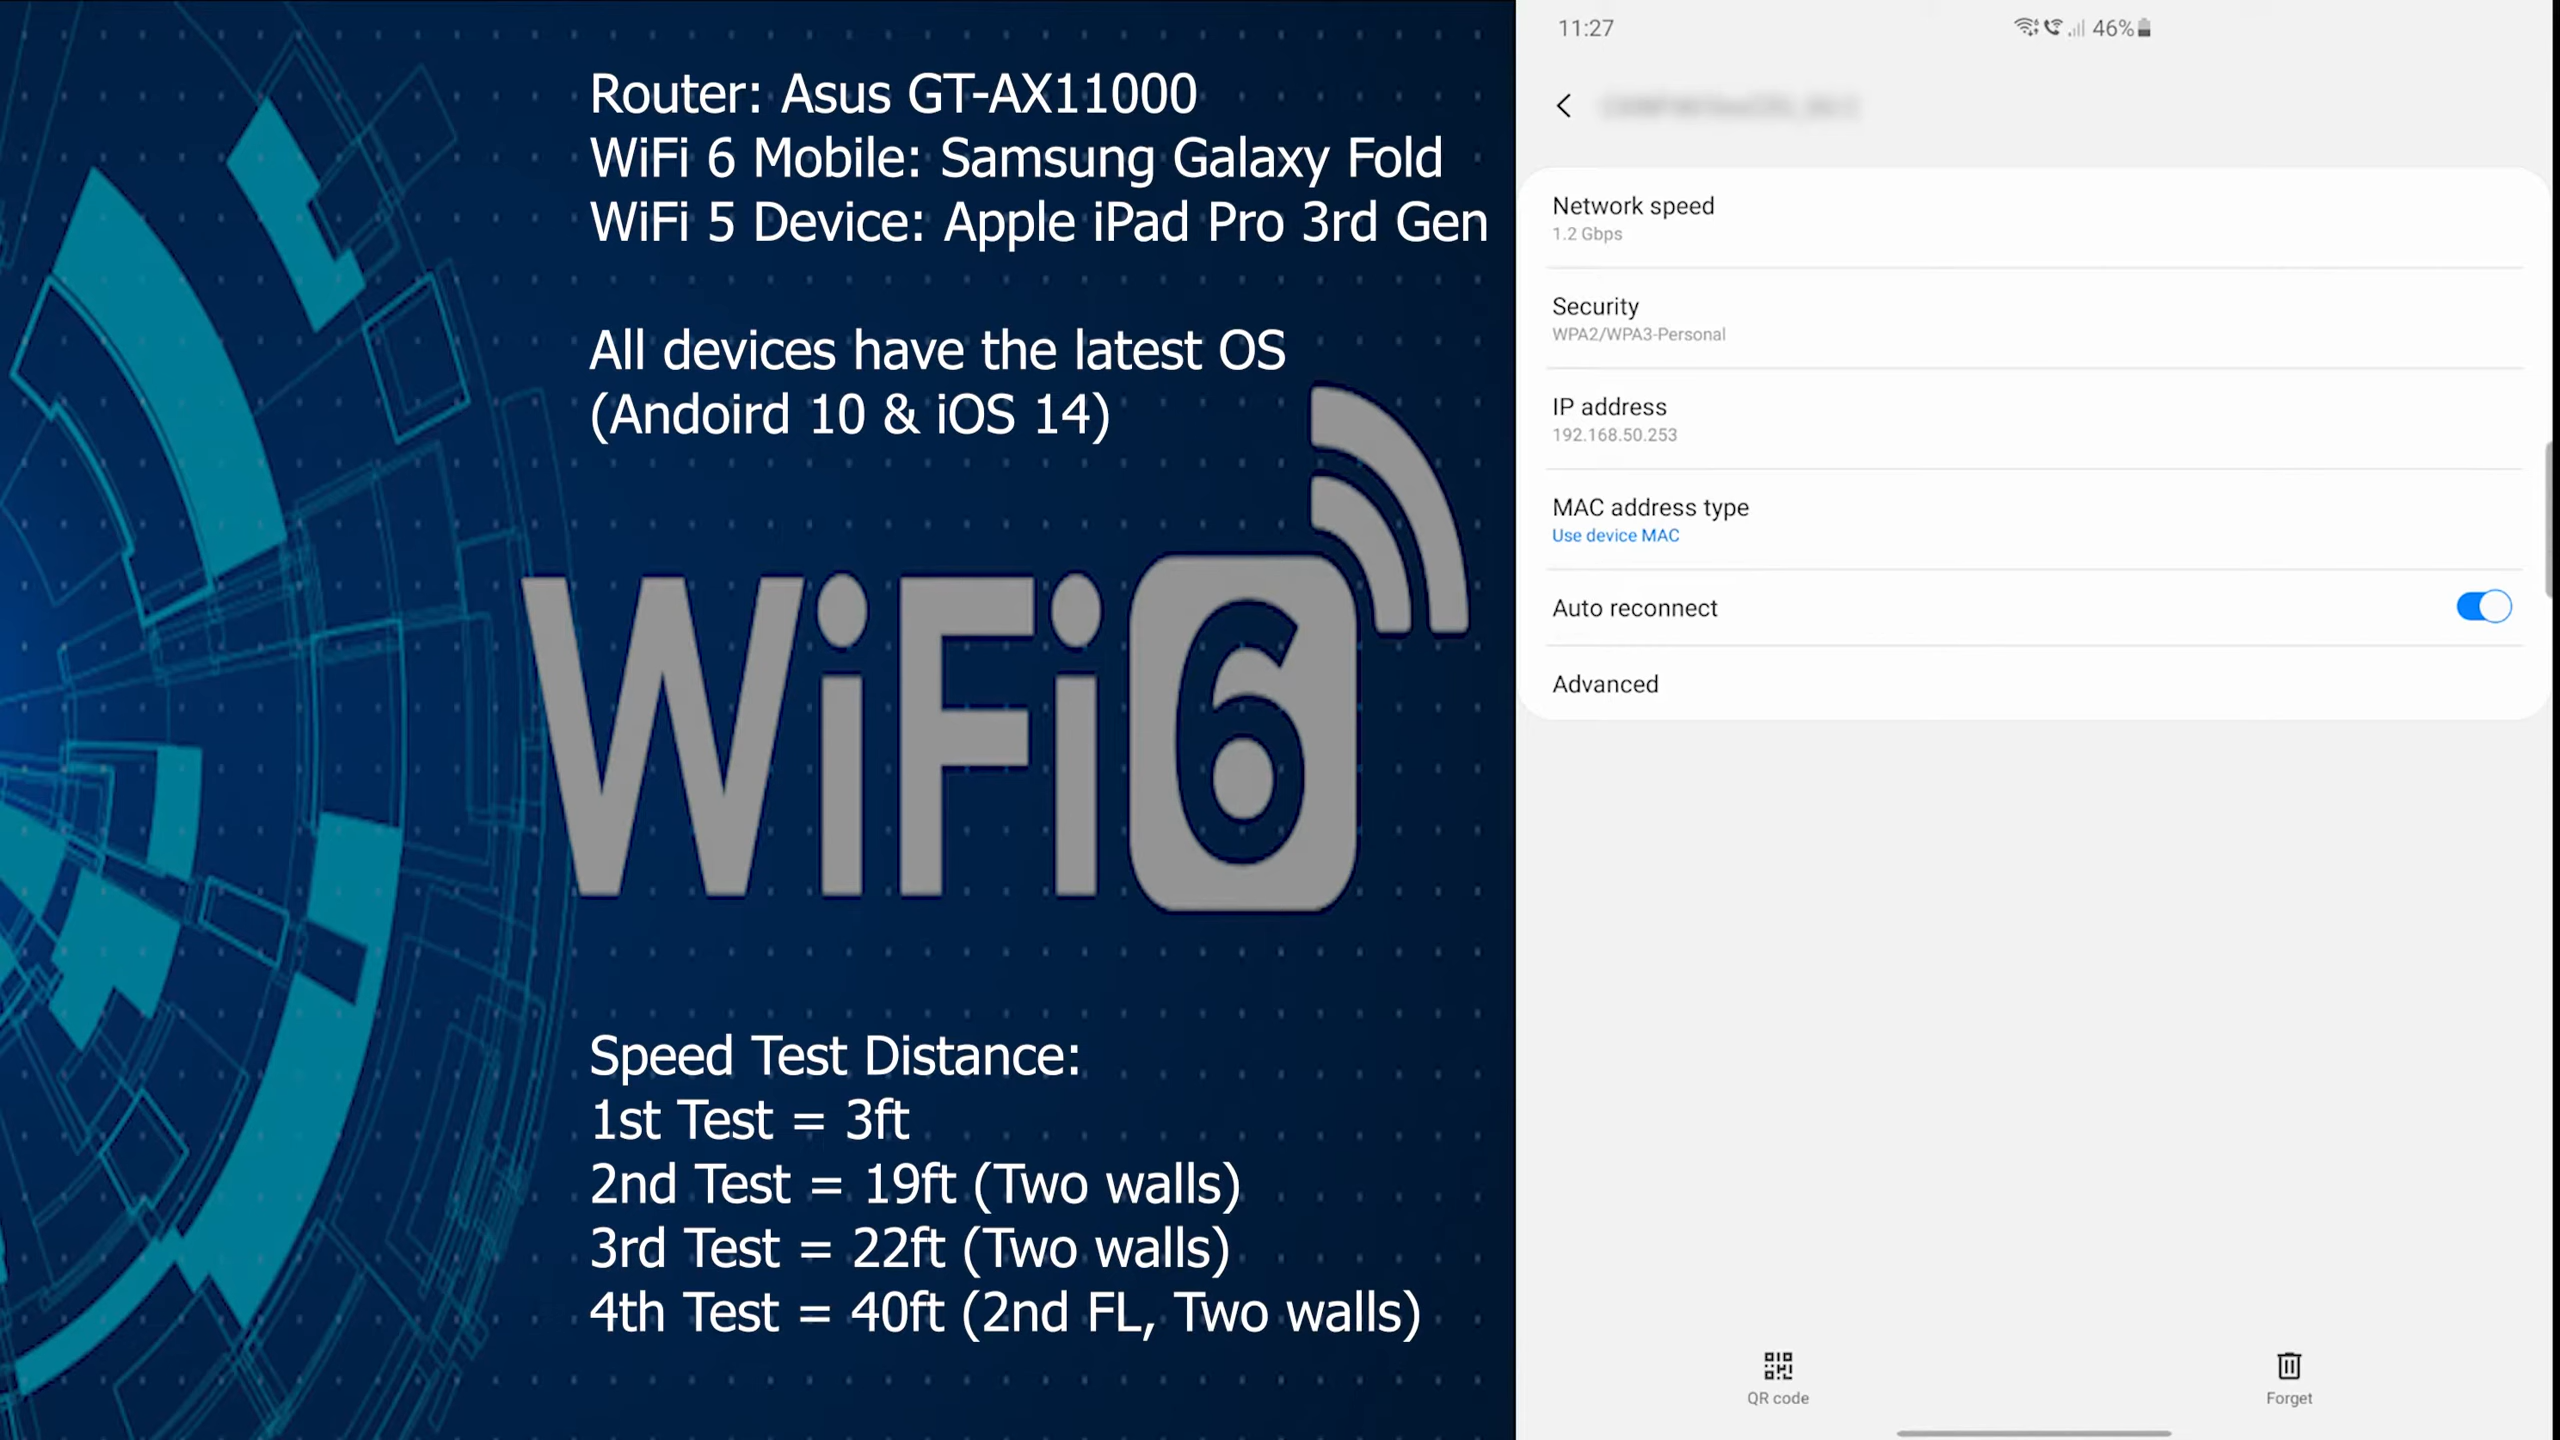 Router: Asus GT-AX11000
WiFi 6 Mobile: Samsung Galaxy Fold
WiFi 5 Device: Apple iPad Pro 3rd Gen
All devices have the latest OS
(Andoird 10 & iOS 14)
WiFi 6
Speed Test Distance:
1st Test = 3ft
2nd Test = 19ft (Two walls)
3rd Test = 22ft (Two walls)
4th Test = 40ft (2nd FL, Two walls)
11:27
46%
Network speed
1.2 Gbps
Security
WPA2/WPA3-Personal
IP address
192.168.50.253
MAC address type
Use device MAC
Auto reconnect
Advanced
QR code
Forget